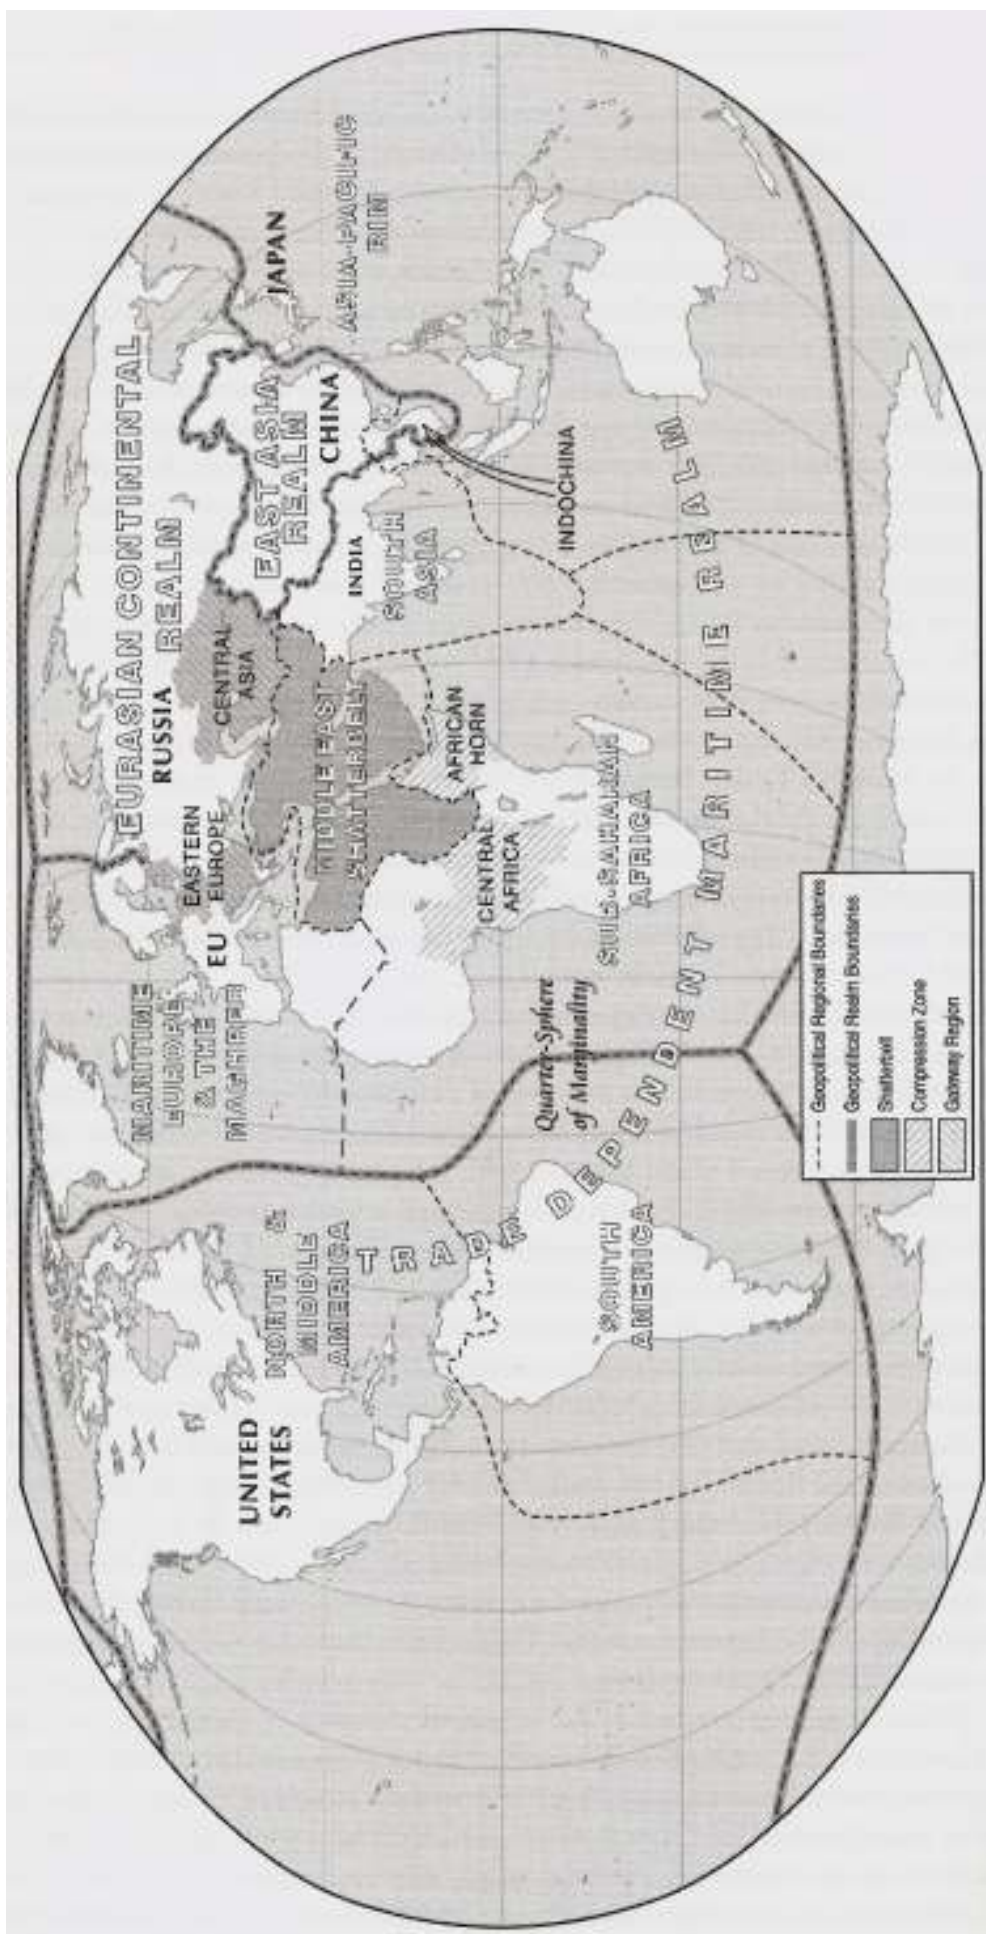 EURASIAN CONTINENTAL
REALM
RUSSIA
EAST ASIA
REALM
CHINA
JAPAN
ASIA-PACIFIC
RIM
CENTRAL
ASIA
EASTERN
EUROPE
EU
MARITIME
EUROPE
& THE
MAGHREB
MIDDLE EAST
SHATTERBELT
INDIA
SOUTH
ASIA
INDOCHINA
AFRICAN
HORN
CENTRAL
AFRICA
SUB-SAHARAN
AFRICA
NORTH &
MIDDLE
AMERICA
UNITED
STATES
SOUTH
AMERICA
Quarter-Sphere
of Marginality
TRADE DEPENDENT MARITIME REALM
Geopolitical Regional Boundaries
Geopolitical Realm Boundaries
Shatterbelt
Compression Zone
Gateway Region